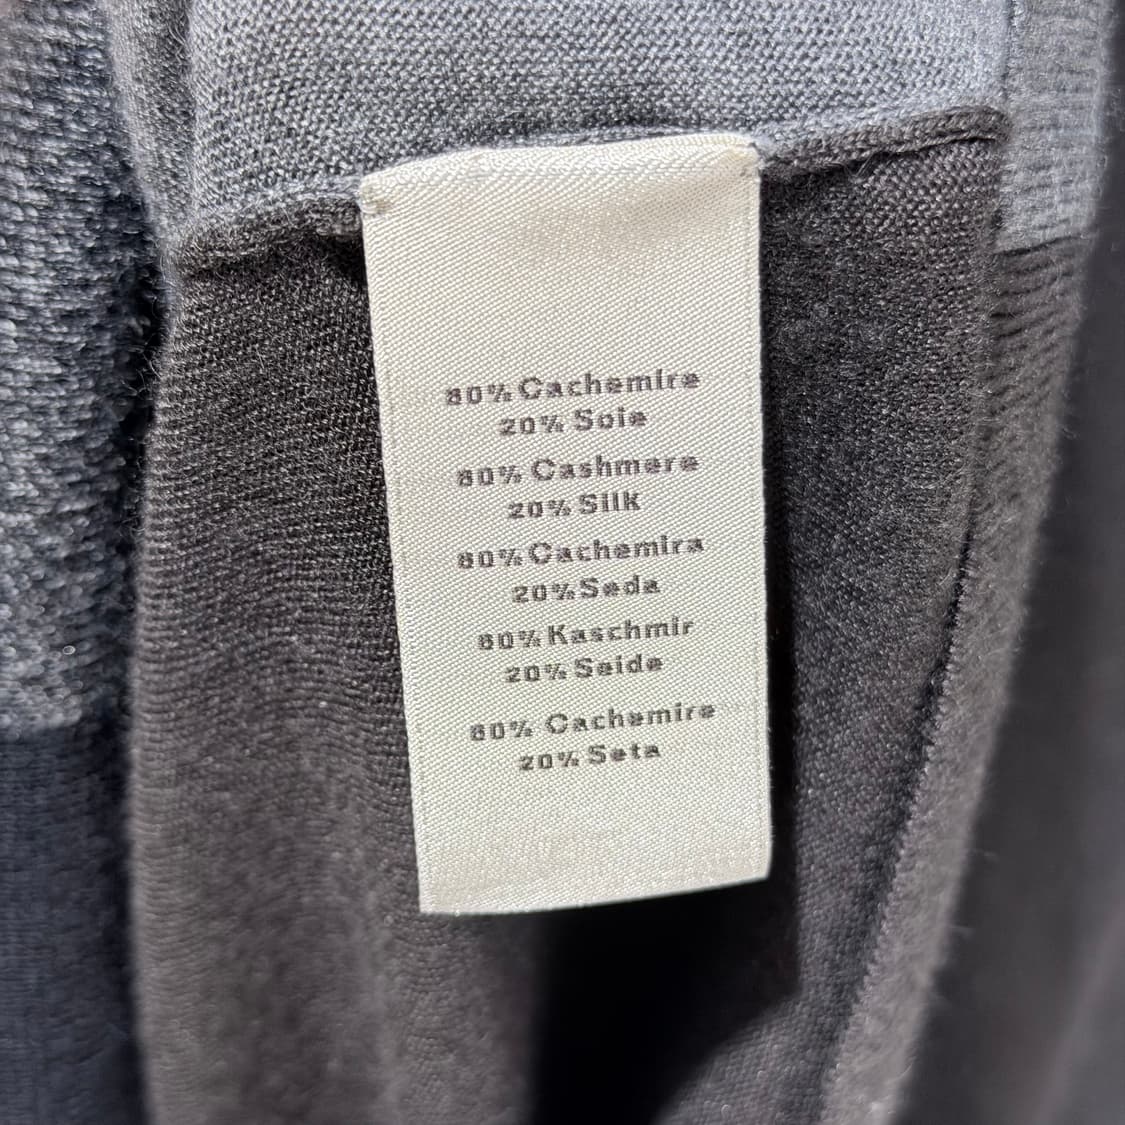 80% Cachemire
20% Soie
80% Cashmere
20% Silk
80% Cachemira
20% Seda
80% Kaschmir
20% Seide
80% Cachemire
20% Seta